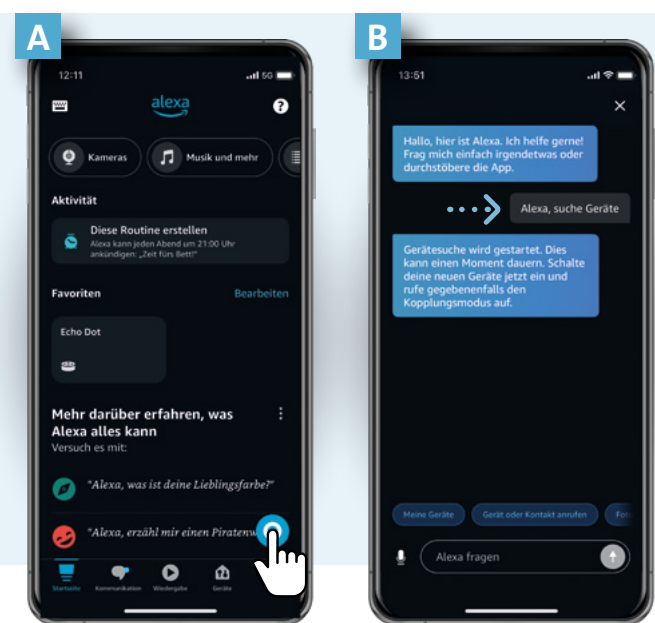 A
12:11
5G
alexa
?
Kameras
Musik und mehr
Aktivität
Diese Routine erstellen
Alexa kann jeden Abend um 21:00 Uhr
ankündigen: „Zeit fürs Bett!"
Favoriten
Bearbeiten
Echo Dot
Mehr darüber erfahren, was
Alexa alles kann
Versuch es mit:
"Alexa, was ist deine Lieblingsfarbe?"
"Alexa, erzähl mir einen Piratenw
Startseite
Kommunikation
Wiedergabe
Geräte
B
13:51
Hallo, hier ist Alexa. Ich helfe gerne!
Frag mich einfach irgendetwas oder
durchstöbere die App.
Alexa, suche Geräte
Gerätesuche wird gestartet. Dies
kann einen Moment dauern. Schalte
deine neuen Geräte jetzt ein und
rufe gegebenenfalls den
Kopplungsmodus auf.
Meine Geräte
Gerät oder Kontakt anrufen
Fot
Alexa fragen